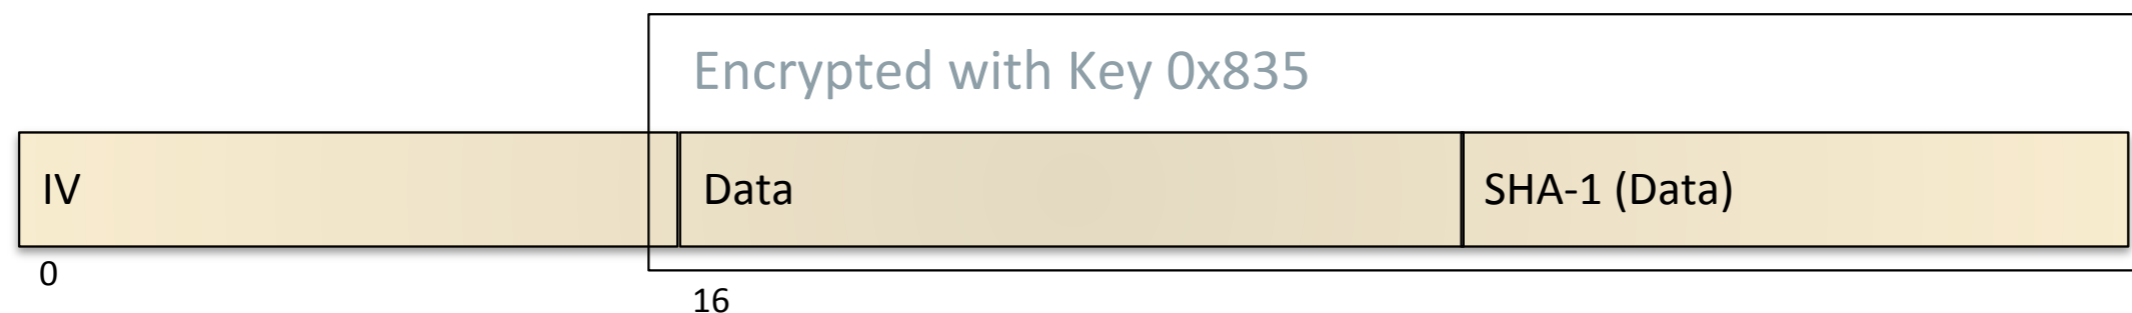 Encrypted with Key 0x835
IV Data SHA-1 (Data)
0
16